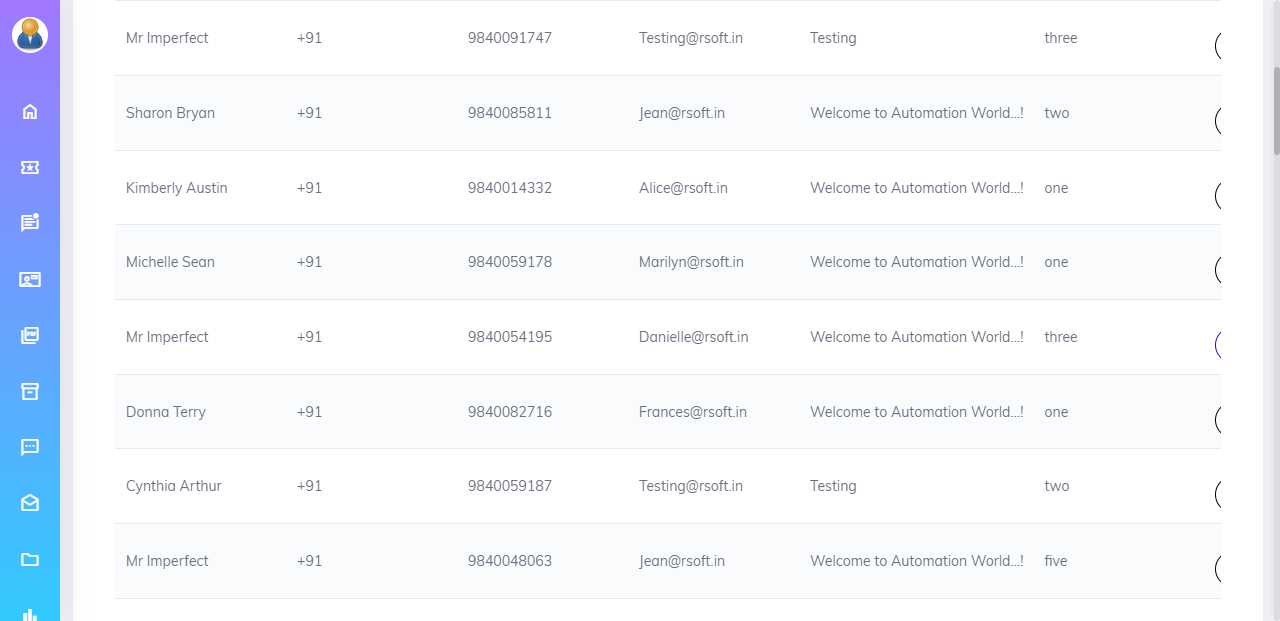 Mr Imperfect +91 9840091747 Testing@rsoft.in Testing three
Sharon Bryan +91 9840085811 Jean@rsoft.in Welcome to Automation World...! two
Kimberly Austin +91 9840014332 Alice@rsoft.in Welcome to Automation World...! one
Michelle Sean +91 9840059178 Marilyn@rsoft.in Welcome to Automation World...! one
Mr Imperfect +91 9840054195 Danielle@rsoft.in Welcome to Automation World...! three
Donna Terry +91 9840082716 Frances@rsoft.in Welcome to Automation World...! one
Cynthia Arthur +91 9840059187 Testing@rsoft.in Testing two
Mr Imperfect +91 9840048063 Jean@rsoft.in Welcome to Automation World...! five